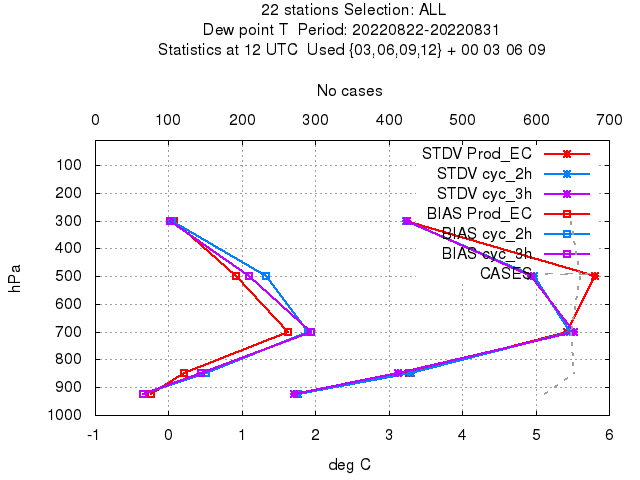 22 stations Selection: ALL
Dew point T  Period: 20220822-20220831
Statistics at 12 UTC  Used {03,06,09,12} + 00 03 06 09
No cases
0 100 200 300 400 500 600 700
STDV Prod_EC
STDV cyc_2h
STDV cyc_3h
BIAS Prod_EC
BIAS cyc_2h
BIAS cyc_3h
CASES
hPa
100
200
300
400
500
600
700
800
900
1000
-1 0 1 2 3 4 5 6
deg C